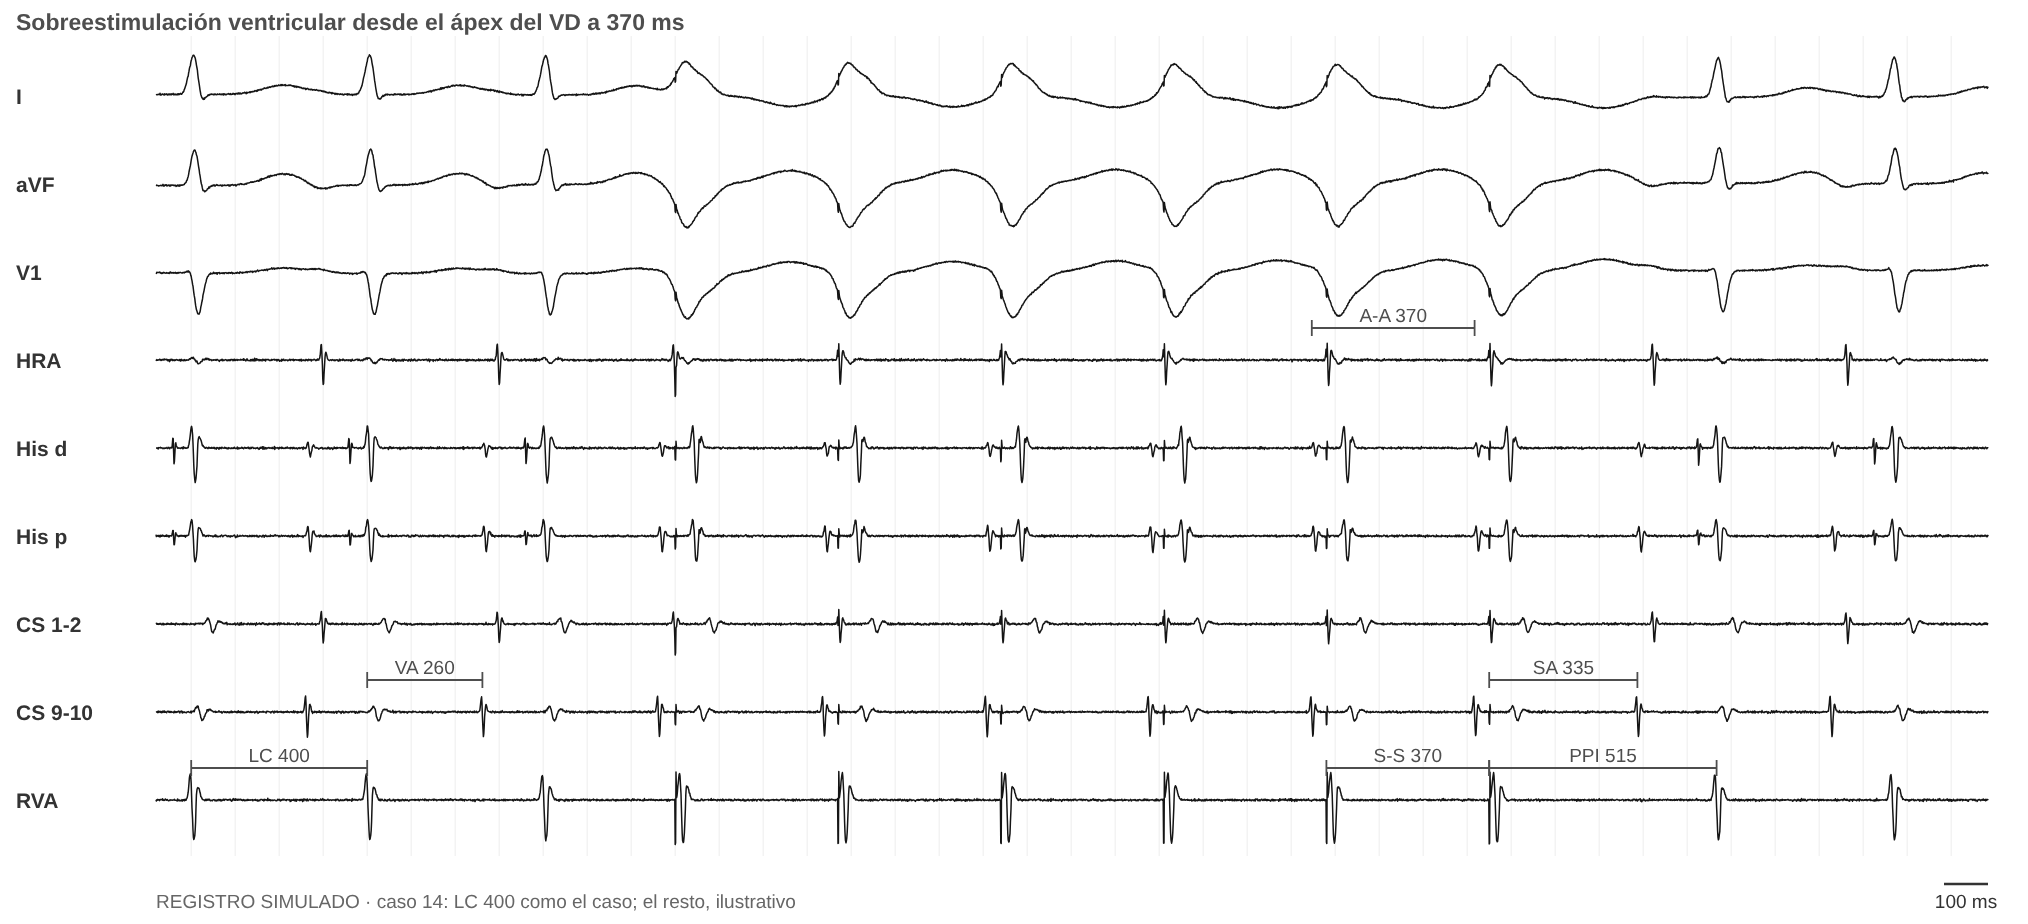 Sobreestimulación ventricular desde el ápex del VD a 370 ms
I
aVF
V1
A-A 370
HRA
His d
His p
CS 1-2
VA 260
SA 335
CS 9-10
LC 400
S-S 370
PPI 515
RVA
REGISTRO SIMULADO · caso 14: LC 400 como el caso; el resto, ilustrativo
100 ms